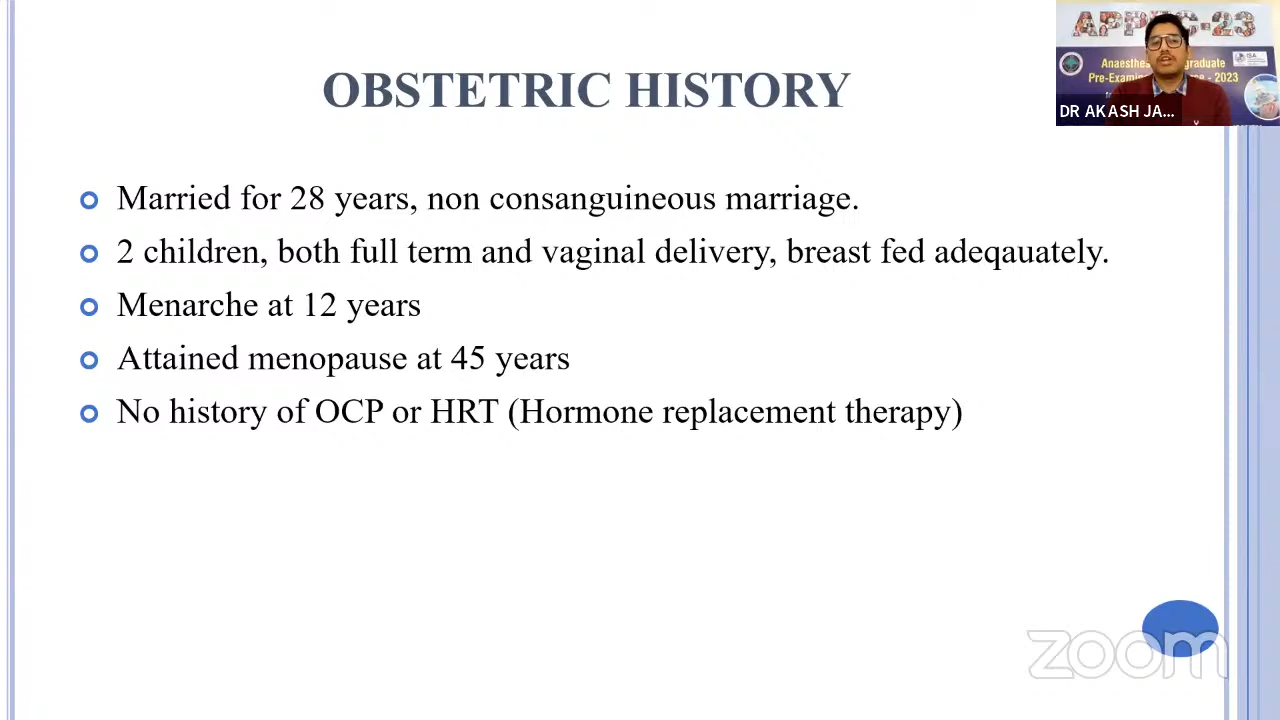 OBSTETRIC HISTORY
Married for 28 years, non consanguineous marriage.
2 children, both full term and vaginal delivery, breast fed adeqauately.
Menarche at 12 years
Attained menopause at 45 years
No history of OCP or HRT (Hormone replacement therapy)
DR AKASH JA...
zoom